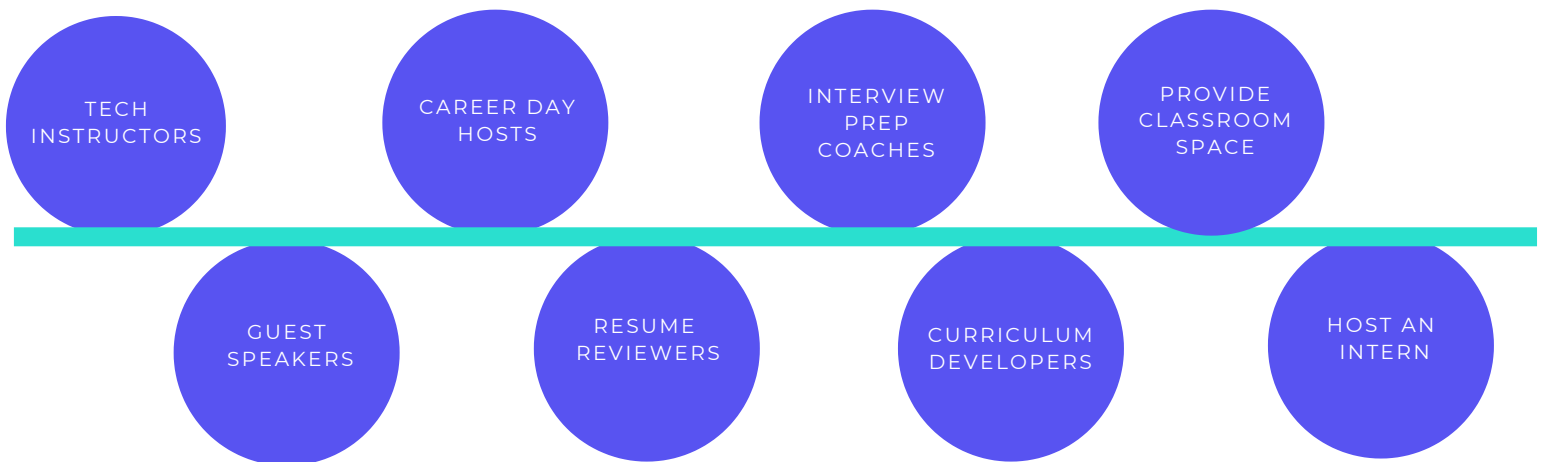 TECH
INSTRUCTORS
CAREER DAY
HOSTS
INTERVIEW
PREP
COACHES
PROVIDE
CLASSROOM
SPACE
GUEST
SPEAKERS
RESUME
REVIEWERS
CURRICULUM
DEVELOPERS
HOST AN
INTERN